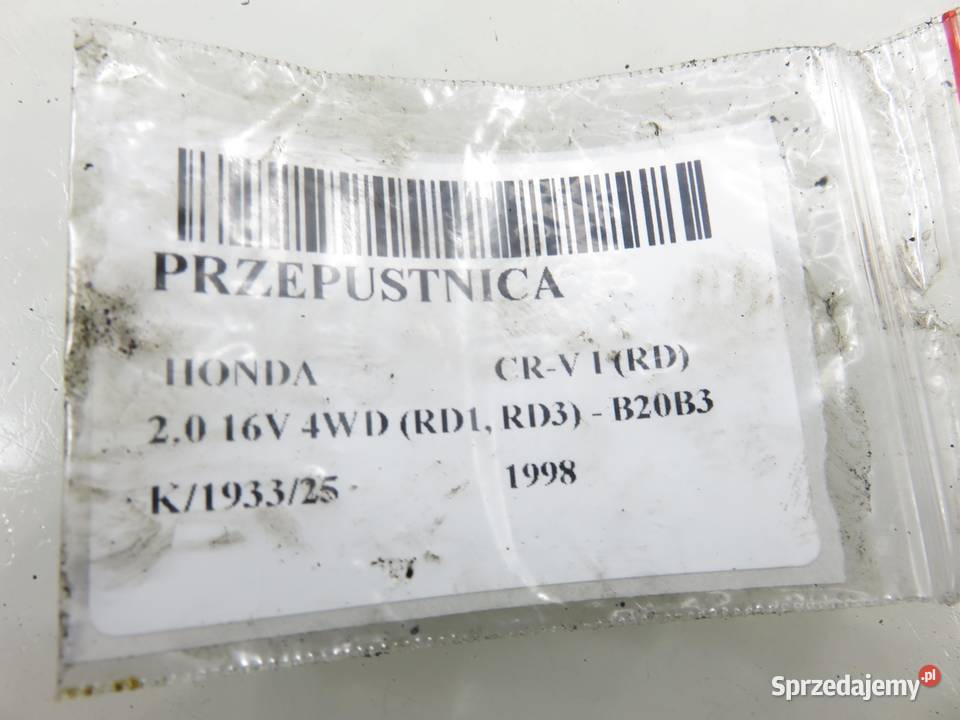 PRZEPUSTNICA
HONDA CR-V I (RD)
2.0 16V 4WD (RD1, RD3) - B20B3
K/1933/25 1998
Sprzedajemy.pl